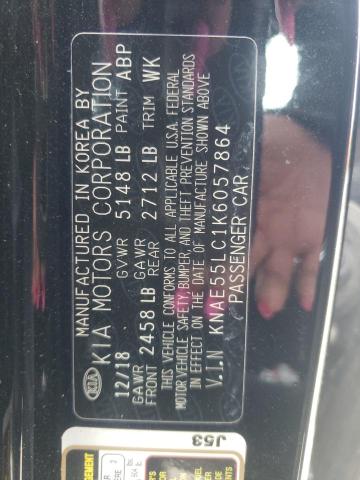 MANUFACTURED IN KOREA BY
KIA MOTORS CORPORATION
KIA
12/18 GVWR 5148 LB PAINT ABP
GAWR FRONT 2458 LB GAWR REAR 2712 LB TRIM WK
THIS VEHICLE CONFORMS TO ALL APPLICABLE U.S.A. FEDERAL
MOTOR VEHICLE SAFETY, BUMPER, AND THEFT PREVENTION STANDARDS
IN EFFECT ON THE DATE OF MANUFACTURE SHOWN ABOVE
V.I.N KNAE55LC1K6057864
PASSENGER CAR
J53